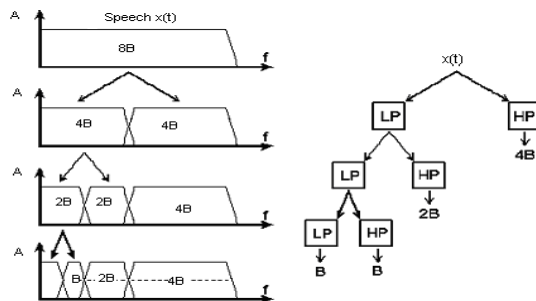 A Speech x(t)
8B
f
A
4B 4B
f
A
2B 2B 4B
f
A
B 2B 4B
f
x(t)
LP HP
4B
LP HP
2B
LP HP
B B